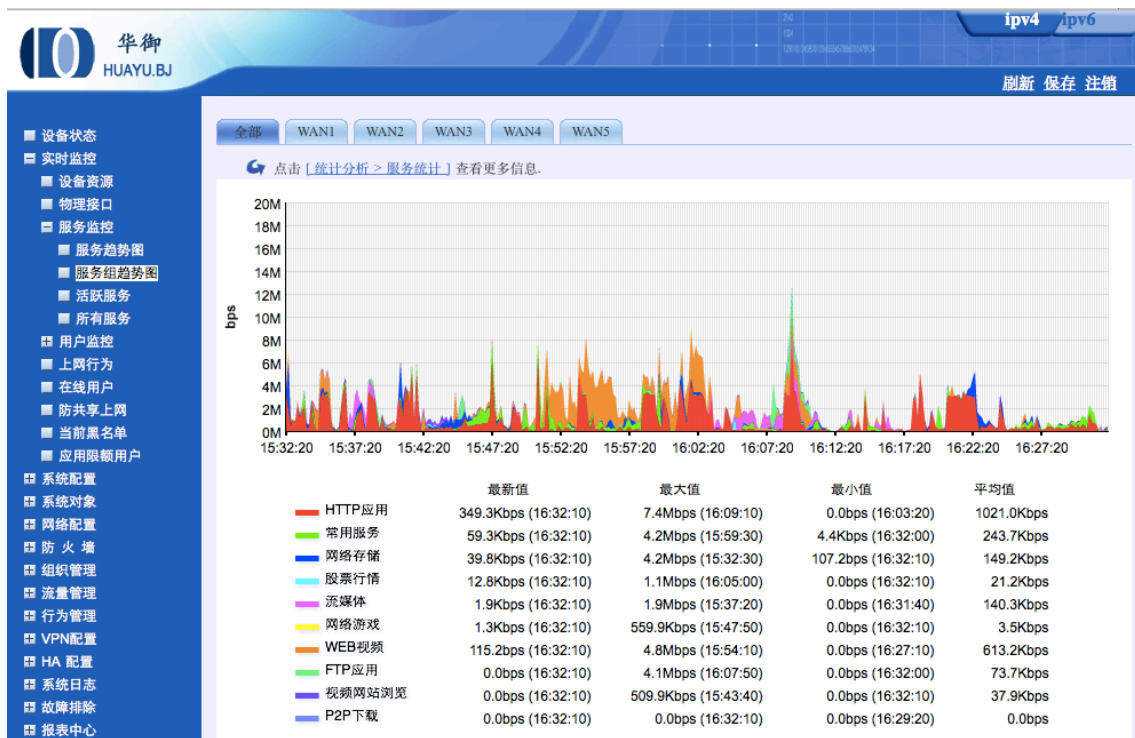 华御
HUAYU.BJ
ipv4 ipv6
刷新 保存 注销
设备状态
实时监控
设备资源
物理接口
服务监控
服务趋势图
服务组趋势图
活跃服务
所有服务
用户监控
上网行为
在线用户
防共享上网
当前黑名单
应用限额用户
系统配置
系统对象
网络配置
防 火 墙
组织管理
流量管理
行为管理
VPN配置
HA 配置
系统日志
故障排除
报表中心
全部 WAN1 WAN2 WAN3 WAN4 WAN5
点击 [ 统计分析 > 服务统计 ] 查看更多信息.
20M
18M
16M
14M
12M
10M
8M
6M
4M
2M
0M
bps
15:32:20 15:37:20 15:42:20 15:47:20 15:52:20 15:57:20 16:02:20 16:07:20 16:12:20 16:17:20 16:22:20 16:27:20
最新值 最大值 最小值 平均值
HTTP应用 349.3Kbps (16:32:10) 7.4Mbps (16:09:10) 0.0bps (16:03:20) 1021.0Kbps
常用服务 59.3Kbps (16:32:10) 4.2Mbps (15:59:30) 4.4Kbps (16:32:00) 243.7Kbps
网络存储 39.8Kbps (16:32:10) 4.2Mbps (15:32:30) 107.2bps (16:32:10) 149.2Kbps
股票行情 12.8Kbps (16:32:10) 1.1Mbps (16:05:00) 0.0bps (16:32:10) 21.2Kbps
流媒体 1.9Kbps (16:32:10) 1.9Mbps (15:37:20) 0.0bps (16:31:40) 140.3Kbps
网络游戏 1.3Kbps (16:32:10) 559.9Kbps (15:47:50) 0.0bps (16:32:10) 3.5Kbps
WEB视频 115.2bps (16:32:10) 4.8Mbps (15:54:10) 0.0bps (16:27:10) 613.2Kbps
FTP应用 0.0bps (16:32:10) 4.1Mbps (16:07:50) 0.0bps (16:32:00) 73.7Kbps
视频网站浏览 0.0bps (16:32:10) 509.9Kbps (15:43:40) 0.0bps (16:32:10) 37.9Kbps
P2P下载 0.0bps (16:32:10) 0.0bps (16:32:10) 0.0bps (16:29:20) 0.0bps